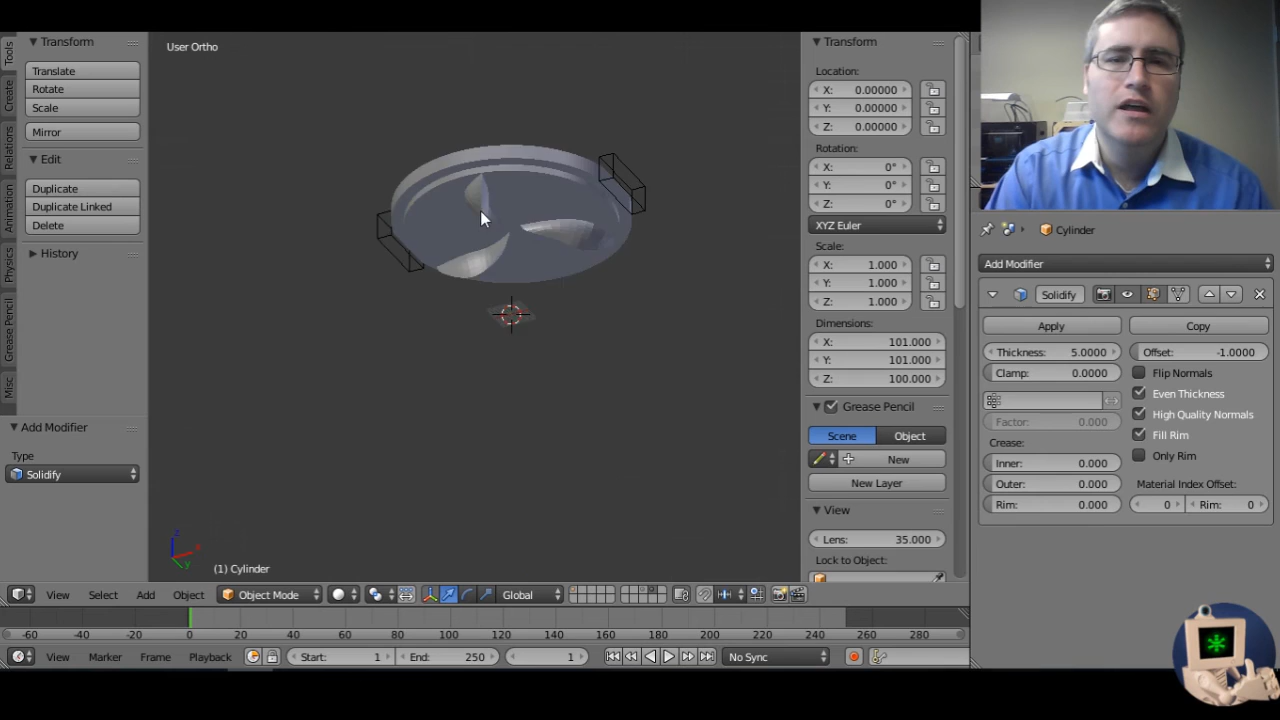 User Ortho
Tools
Create
Relations
Animation
Physics
Grease Pencil
Misc
Transform
Translate
Rotate
Scale
Mirror
Edit
Duplicate
Duplicate Linked
Delete
History
Add Modifier
Type
Solidify
z
x
y
(1) Cylinder
Transform
Location:
X: 0.00000
Y: 0.00000
Z: 0.00000
Rotation:
X: 0°
Y: 0°
Z: 0°
XYZ Euler
Scale:
X: 1.000
Y: 1.000
Z: 1.000
Dimensions:
X: 101.000
Y: 101.000
Z: 100.000
Grease Pencil
Scene Object
New
New Layer
View
Lens: 35.000
Lock to Object:
Cylinder
Add Modifier
Solidify
Apply Copy
Thickness: 5.0000 Offset: -1.0000
Clamp: 0.0000 Flip Normals
Even Thickness
Factor: 0.000 High Quality Normals
Crease: Fill Rim
Inner: 0.000 Only Rim
Outer: 0.000 Material Index Offset:
Rim: 0.000 0 Rim: 0
View Select Add Object Object Mode Global
-60 -40 -20 0 20 40 60 80 100 120 140 160 180 200 220 240 260 280
View Marker Frame Playback Start: 1 End: 250 1 No Sync